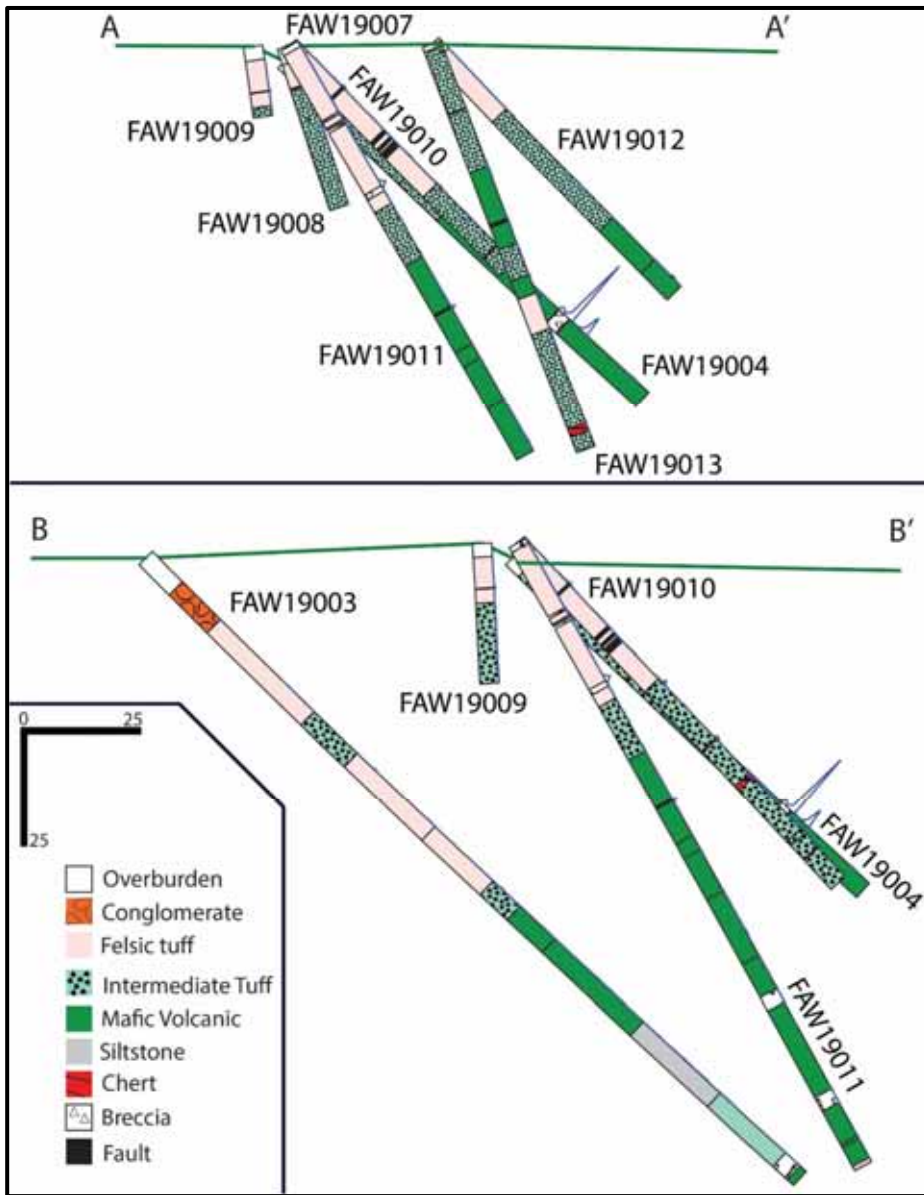 A
FAW19007
A'
FAW19010
FAW19009
FAW19012
FAW19008
FAW19011
FAW19004
FAW19013
B
B'
FAW19003
FAW19010
FAW19009
FAW19004
FAW19011
0 25
25
Overburden
Conglomerate
Felsic tuff
Intermediate Tuff
Mafic Volcanic
Siltstone
Chert
Breccia
Fault